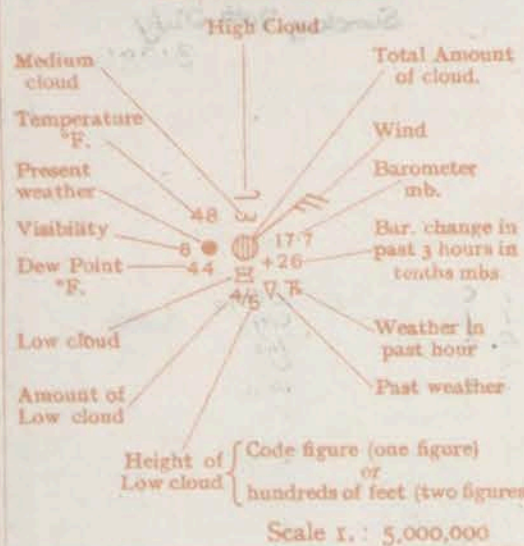 High Cloud
Medium
cloud
Total Amount
of cloud.
Temperature
°F.
Wind
Present
weather
Barometer
mb.
48
Visibility
6
17·7
Bar. change in
past 3 hours in
tenths mbs
Dew Point
°F.
44
+26
4/5
Low cloud
Weather in
past hour
Amount of
Low cloud
Past weather
Height of
Low cloud
Code figure (one figure)
or
hundreds of feet (two figures
Scale 1. : 5,000,000